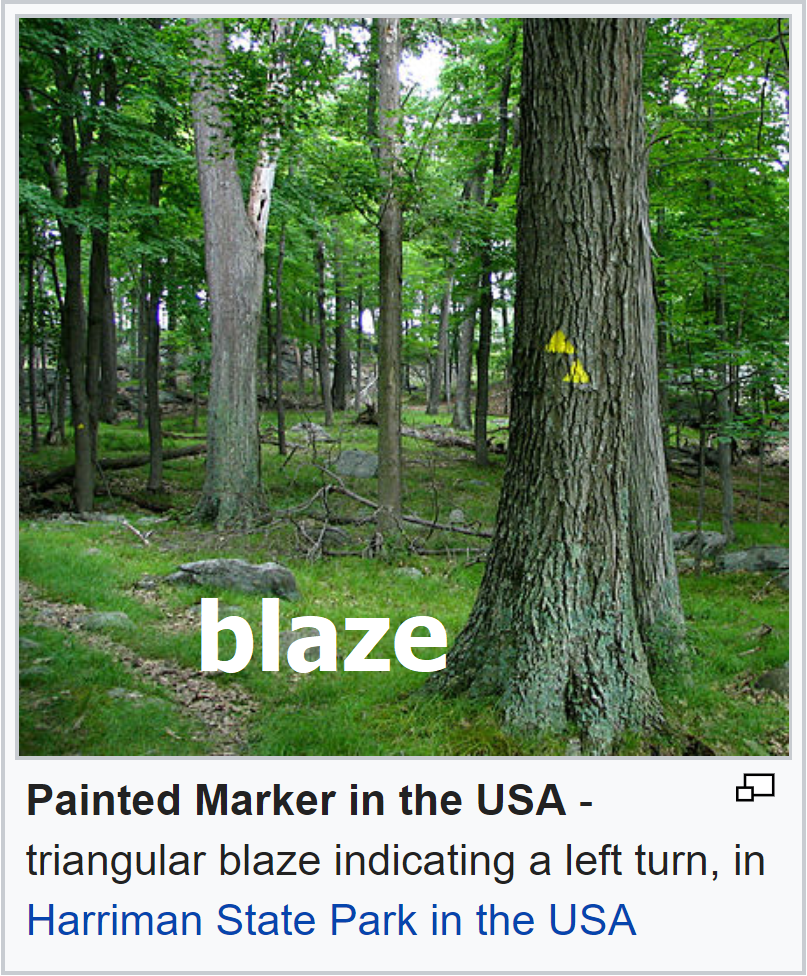 blaze
Painted Marker in the USA -
triangular blaze indicating a left turn, in
Harriman State Park in the USA